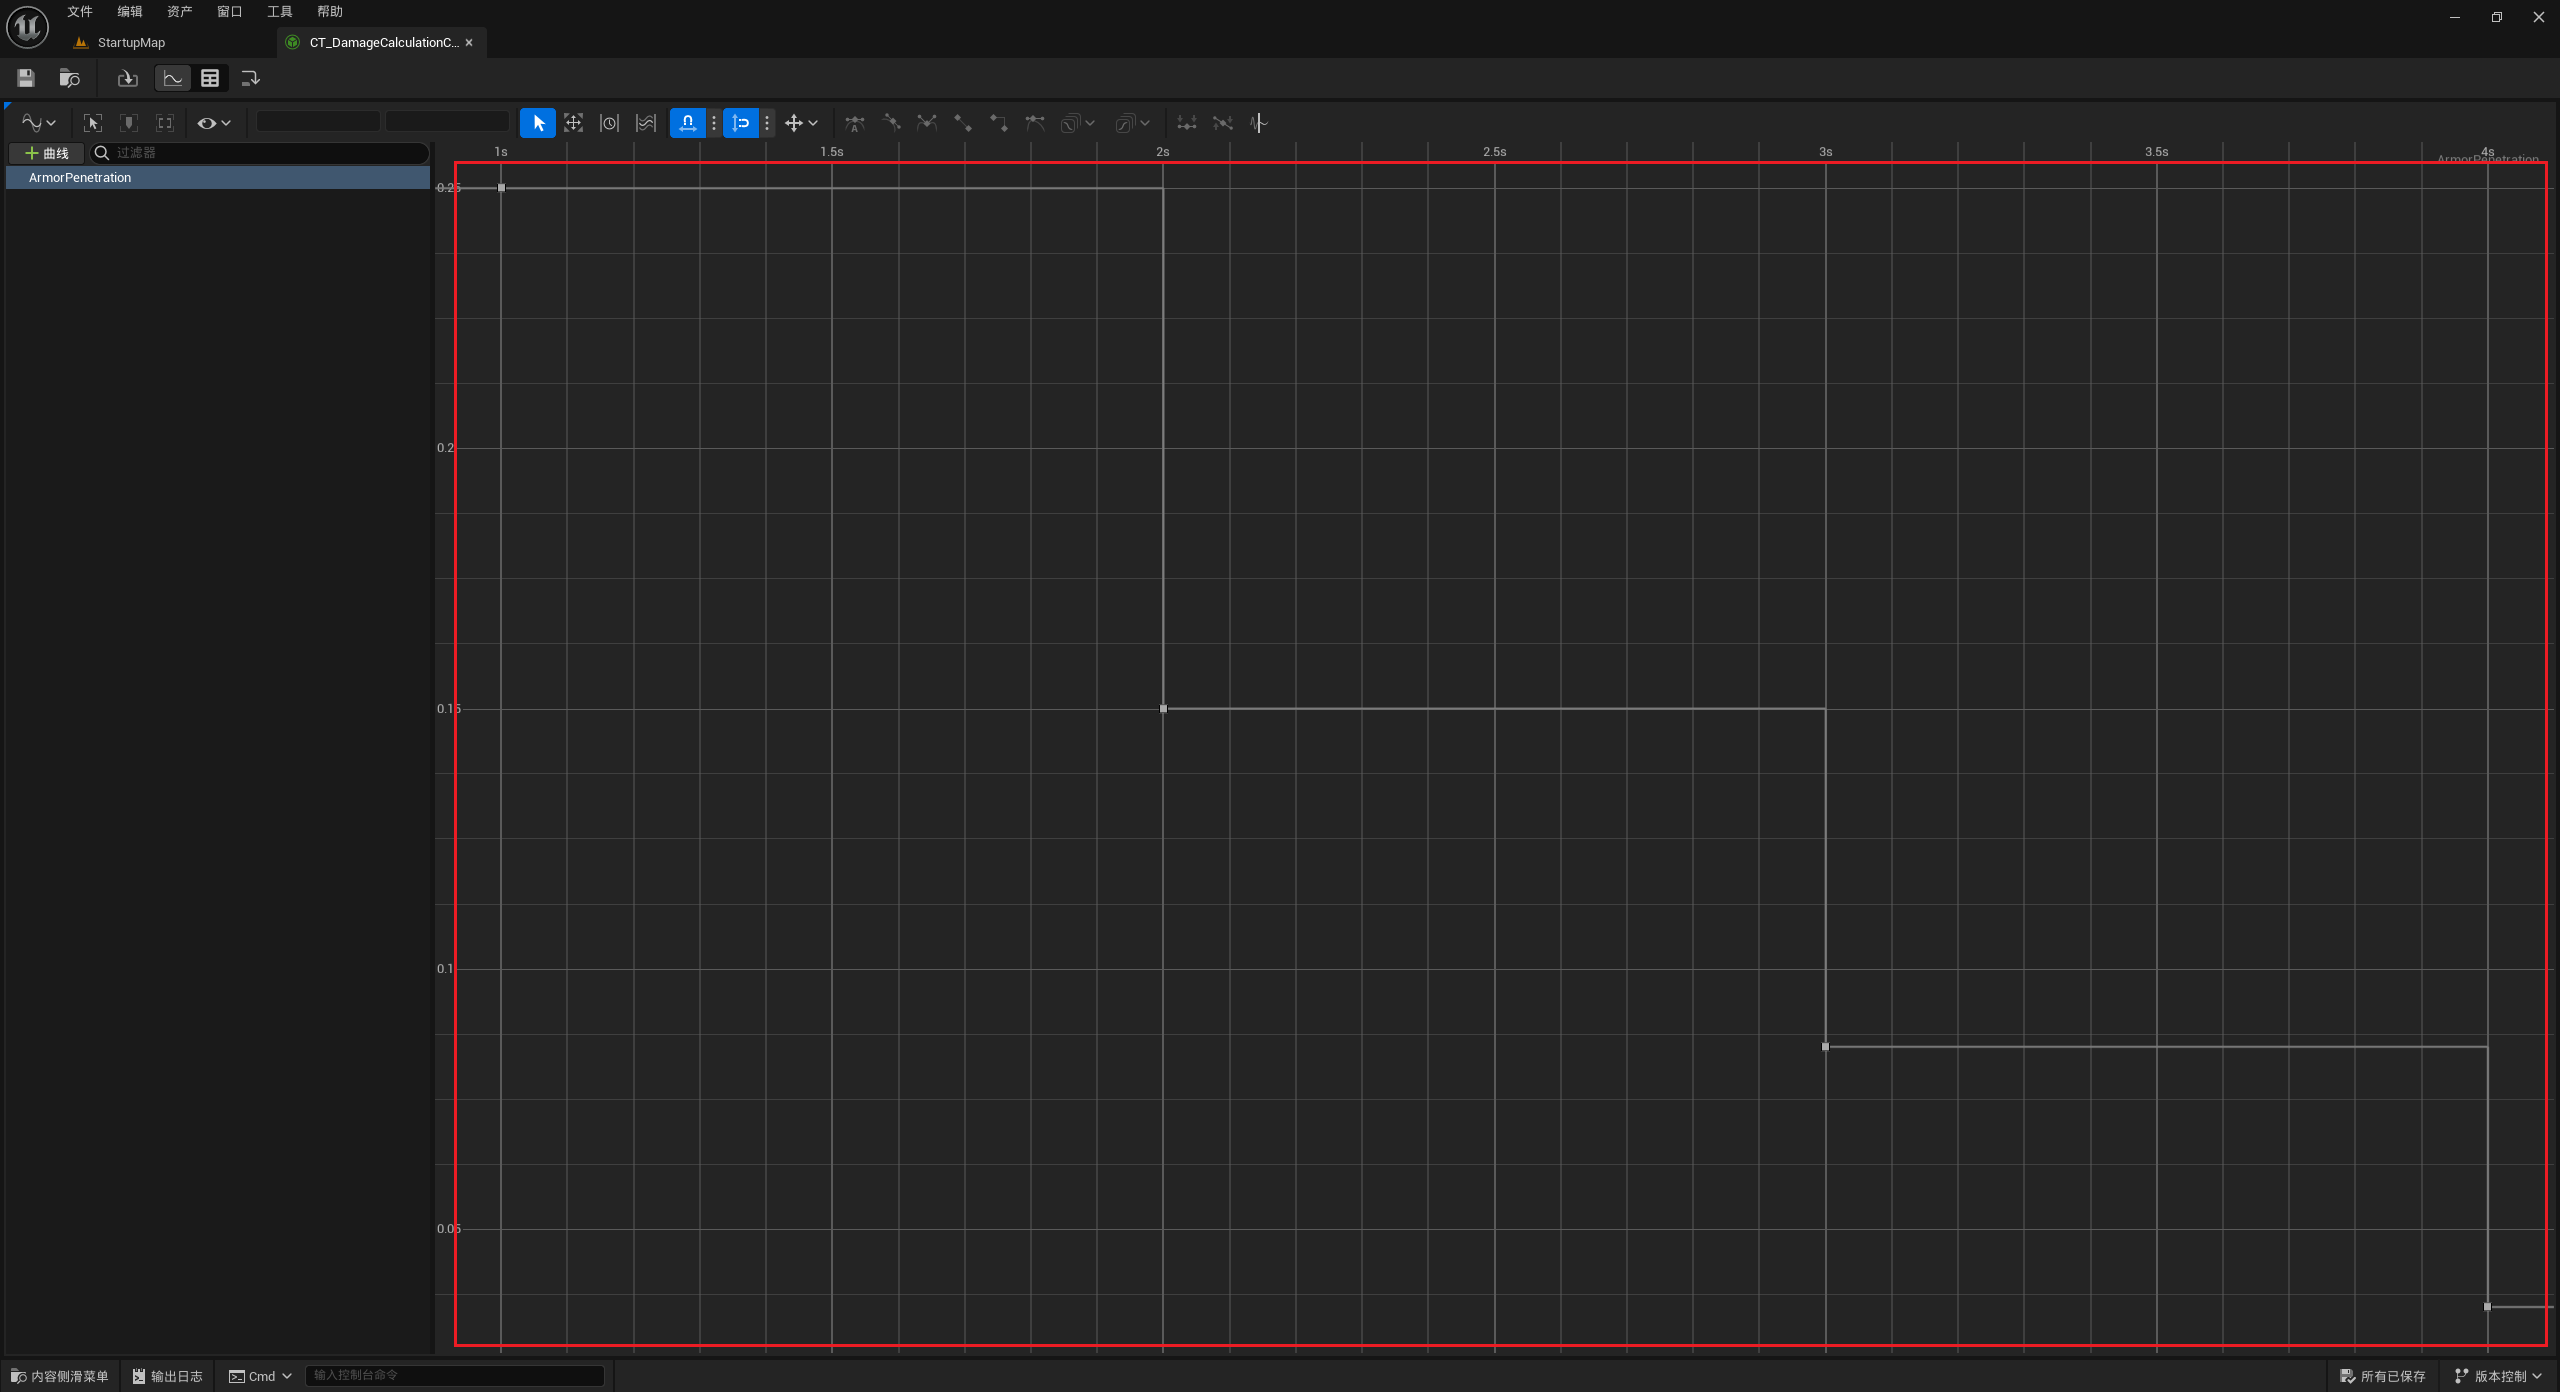 文件 编辑 资产 窗口 工具 帮助
StartupMap CT_DamageCalculationC...
曲线 过滤器
ArmorPenetration
1s 1.5s 2s 2.5s 3s 3.5s 4s
ArmorPenetration
0.25
0.2
0.15
0.1
0.05
内容侧滑菜单 输出日志 Cmd 输入控制台命令 所有已保存 版本控制